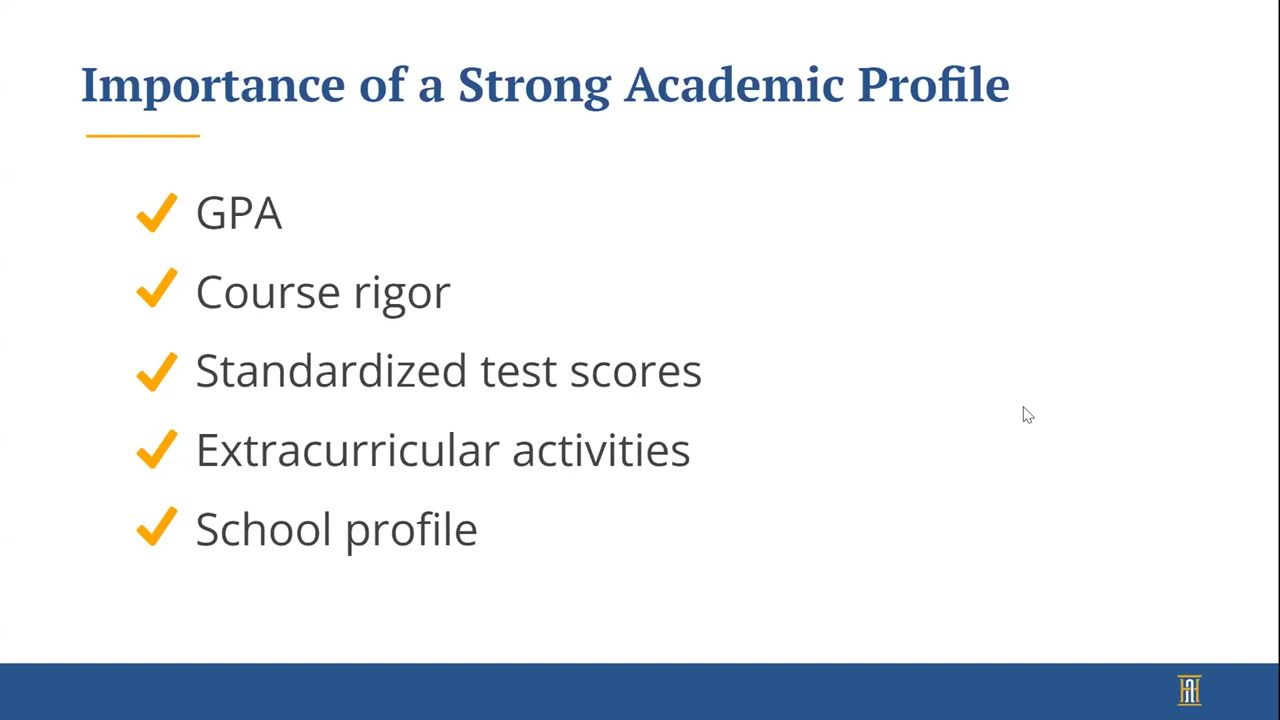 Importance of a Strong Academic Profile
GPA
Course rigor
Standardized test scores
Extracurricular activities
School profile